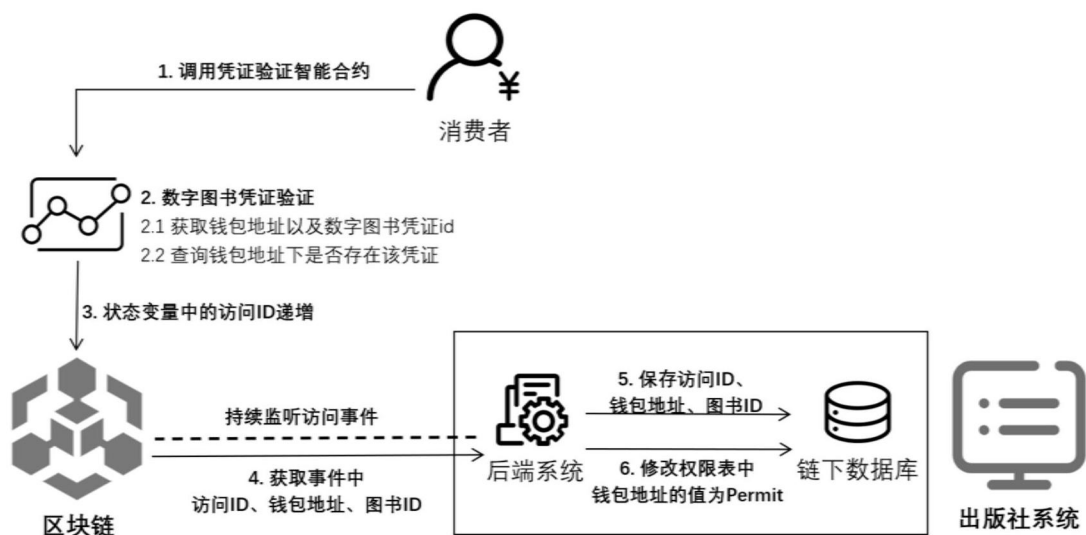 1. 调用凭证验证智能合约
消费者
2. 数字图书凭证验证
2.1 获取钱包地址以及数字图书凭证id
2.2 查询钱包地址下是否存在该凭证
3. 状态变量中的访问ID递增
持续监听访问事件
4. 获取事件中
访问ID、钱包地址、图书ID
区块链
后端系统
5. 保存访问ID、
钱包地址、图书ID
6. 修改权限表中
钱包地址的值为Permit
链下数据库
出版社系统